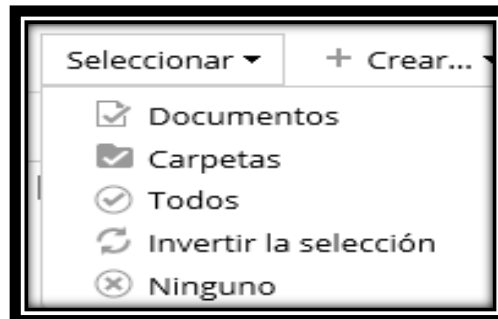 Seleccionar Crear...
Documentos
Carpetas
Todos
Invertir la selección
Ninguno